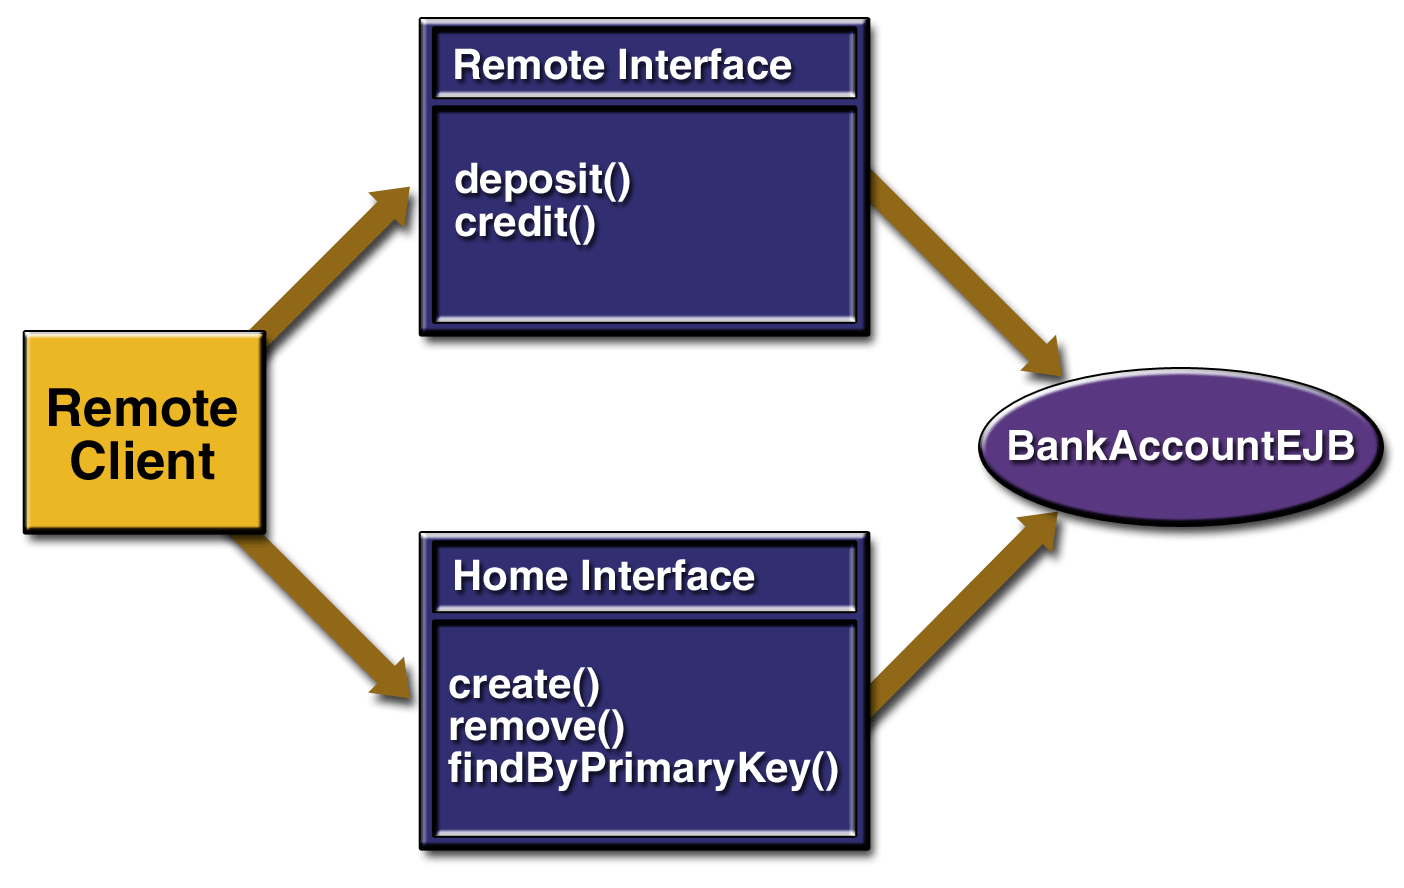 Remote Interface
deposit()
credit()
Remote
Client
BankAccountEJB
Home Interface
create()
remove()
findByPrimaryKey()